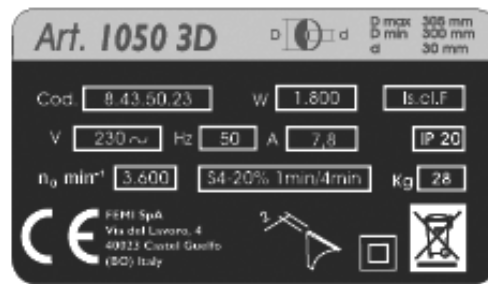 Art. 1050 3D D d D max 305 mm
D min 300 mm
d 30 mm
Cod. 8.43.50.23 W 1.800 Is.cl.F
V 230∼ Hz 50 A 7,8 IP 20
n₀ min⁻¹ 3.600 S4-20% 1min/4min Kg 28
CE FEMI SpA
Via del Lavoro, 4
40023 Castel Guelfo
(BO) Italy
2